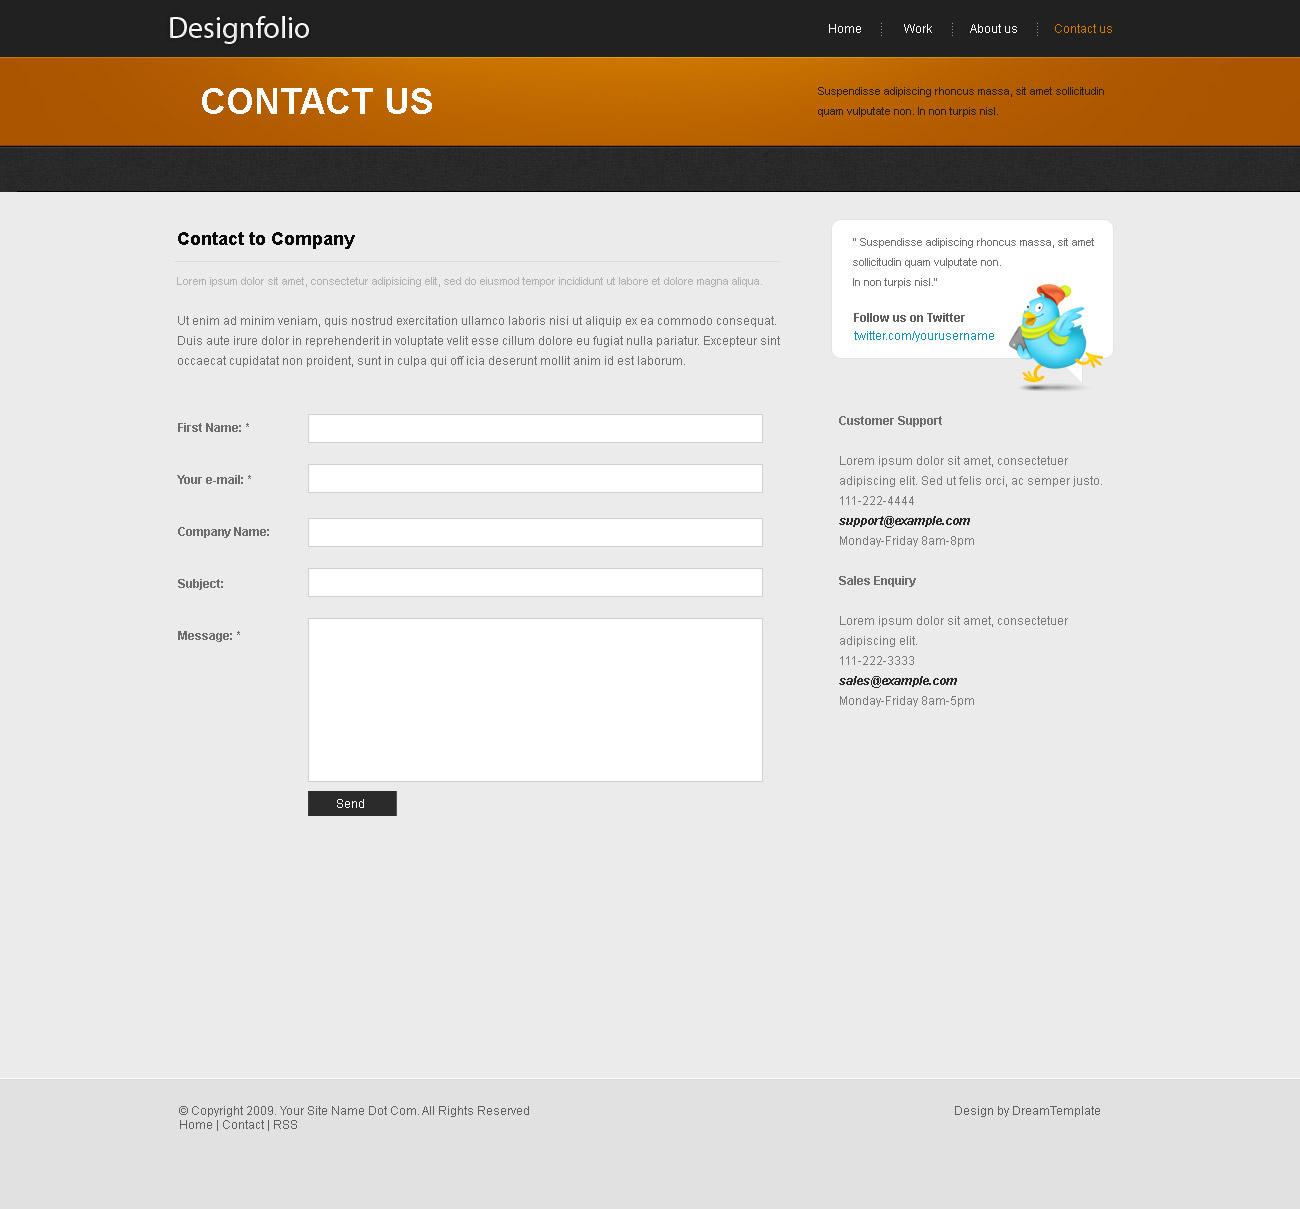 Designfolio
Home
Work
About us
Contact us
CONTACT US
Suspendisse adipiscing rhoncus massa, sit amet sollicitudin
quam vulputate non. In non turpis nisl.
Contact to Company
Lorem ipsum dolor sit amet, consectetur adipisicing elit, sed do eiusmod tempor incididunt ut labore et dolore magna aliqua.
Ut enim ad minim veniam, quis nostrud exercitation ullamco laboris nisi ut aliquip ex ea commodo consequat.
Duis aute irure dolor in reprehenderit in voluptate velit esse cillum dolore eu fugiat nulla pariatur. Excepteur sint
occaecat cupidatat non proident, sunt in culpa qui off icia deserunt mollit anim id est laborum.
First Name: *
Your e-mail: *
Company Name:
Subject:
Message: *
Send
" Suspendisse adipiscing rhoncus massa, sit amet
sollicitudin quam vulputate non.
In non turpis nisl."
Follow us on Twitter
twitter.com/yourusername
Customer Support
Lorem ipsum dolor sit amet, consectetuer
adipiscing elit. Sed ut felis orci, ac semper justo.
111-222-4444
support@example.com
Monday-Friday 8am-8pm
Sales Enquiry
Lorem ipsum dolor sit amet, consectetuer
adipiscing elit.
111-222-3333
sales@example.com
Monday-Friday 8am-5pm
© Copyright 2009. Your Site Name Dot Com. All Rights Reserved
Home | Contact | RSS
Design by DreamTemplate